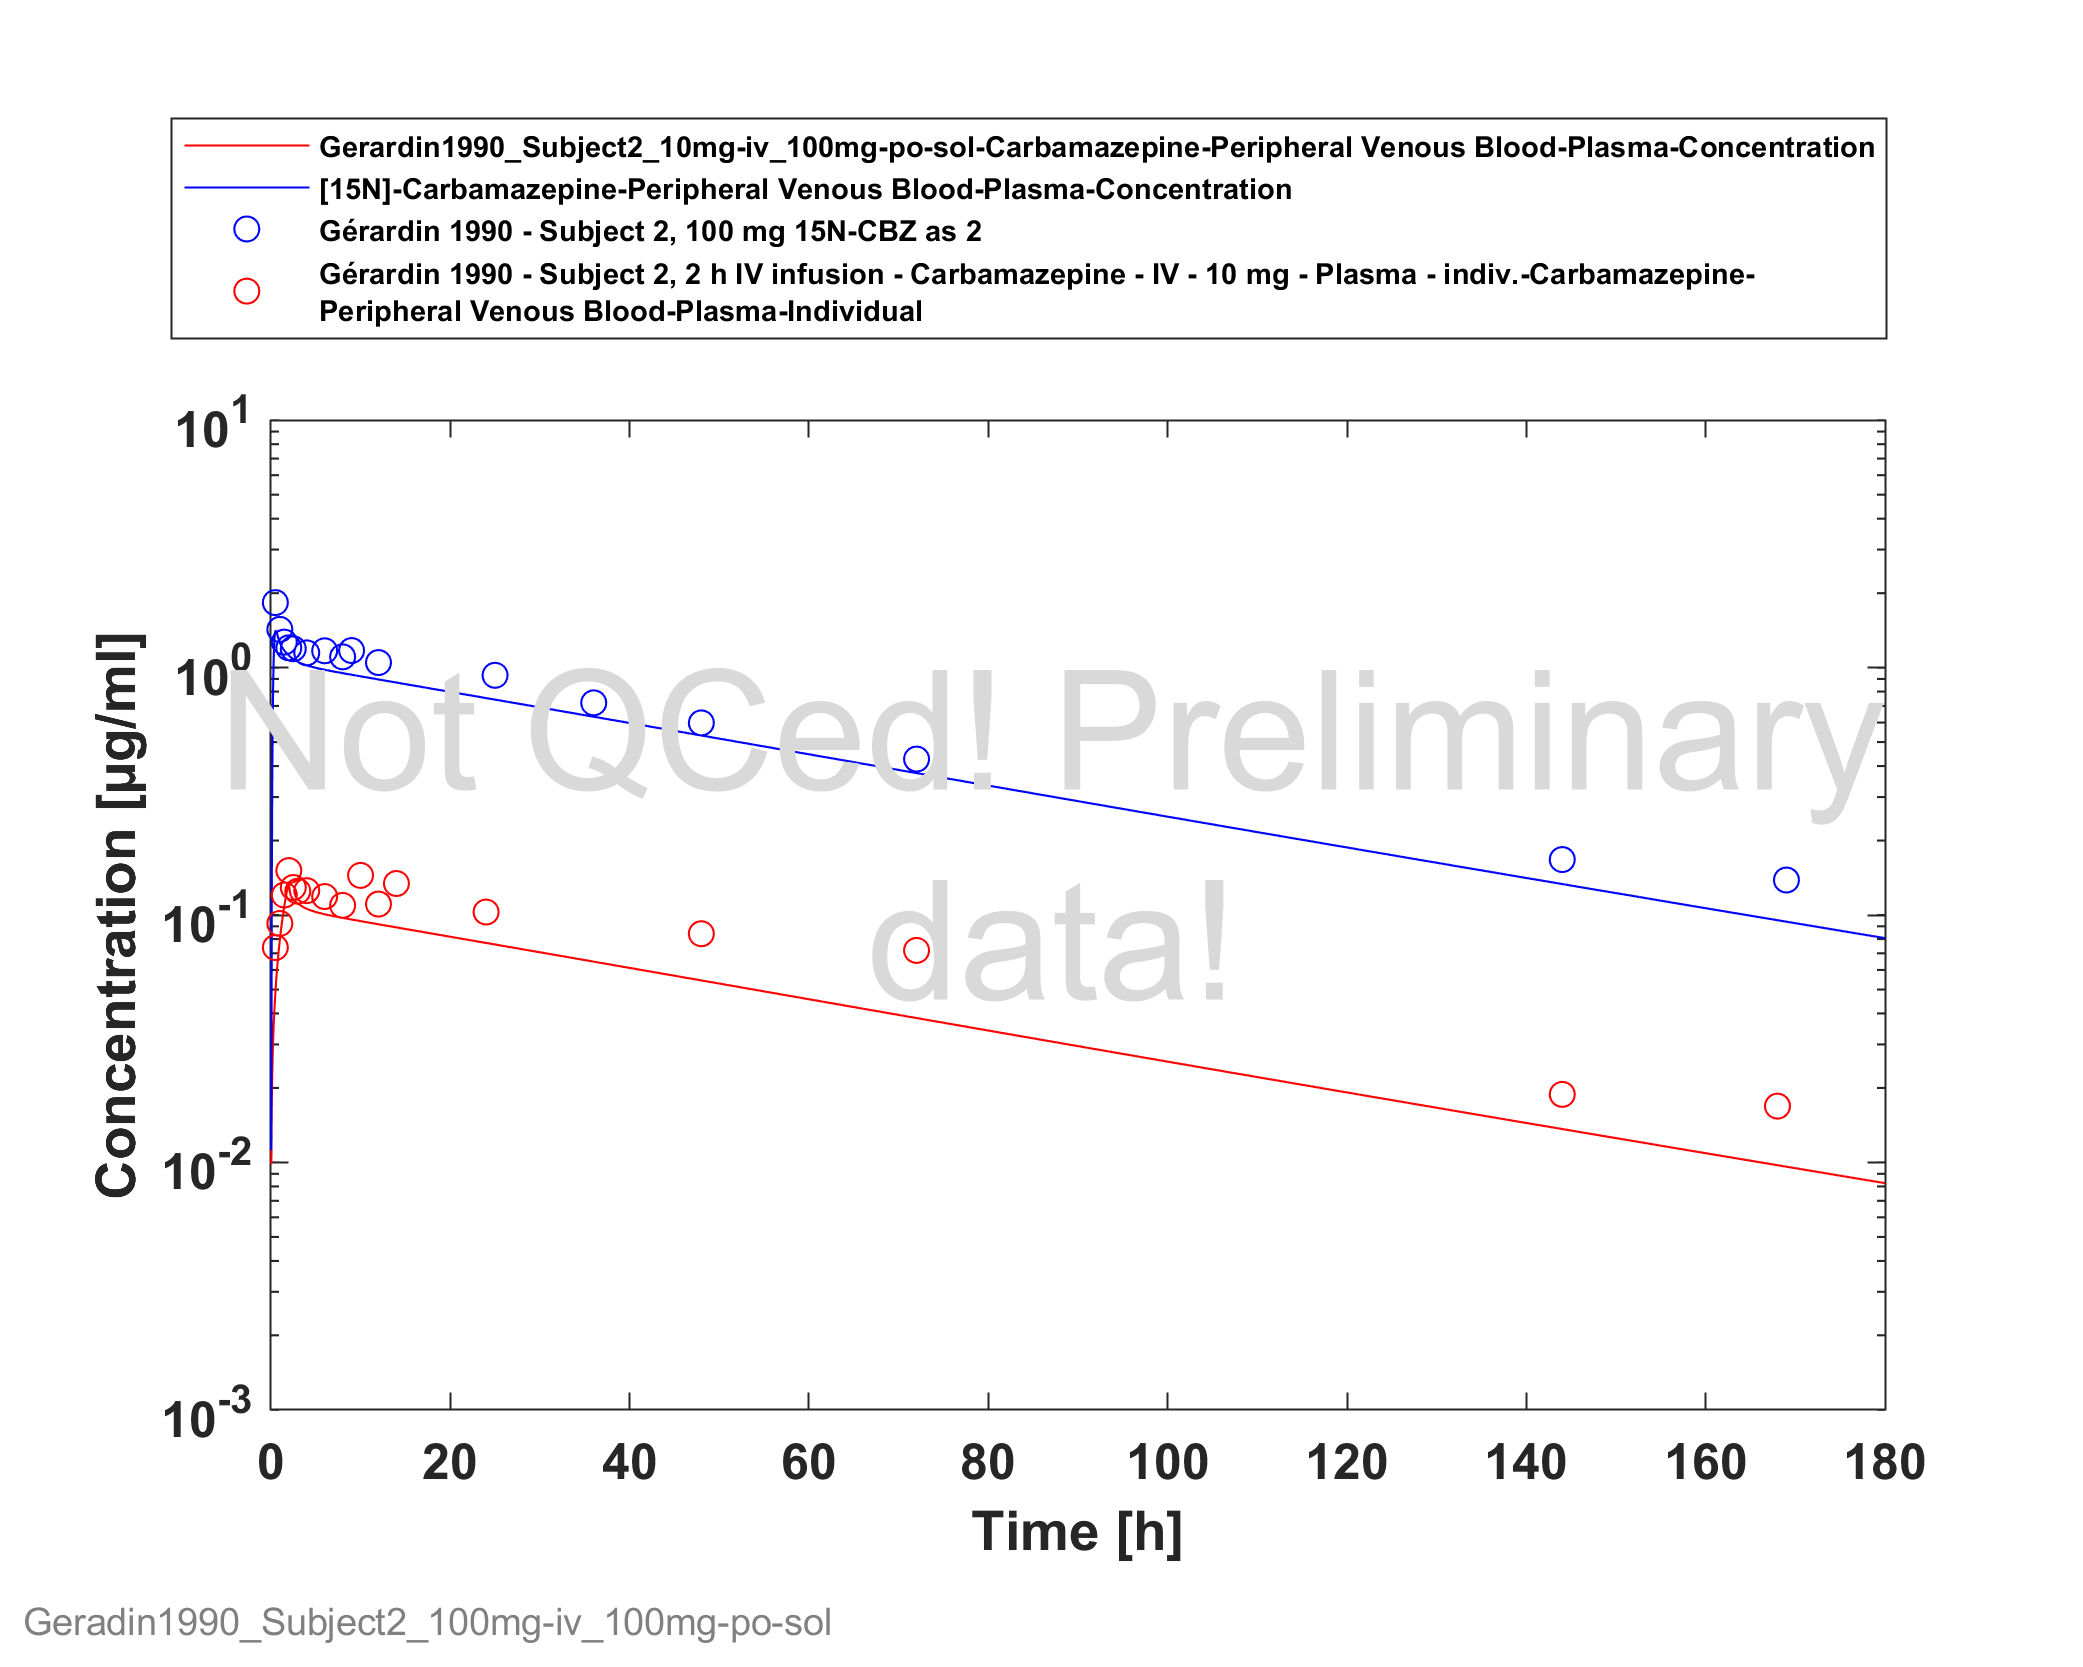 Gerardin1990_Subject2_10mg-iv_100mg-po-sol-Carbamazepine-Peripheral Venous Blood-Plasma-Concentration
[15N]-Carbamazepine-Peripheral Venous Blood-Plasma-Concentration
Gérardin 1990 - Subject 2, 100 mg 15N-CBZ as 2
Gérardin 1990 - Subject 2, 2 h IV infusion - Carbamazepine - IV - 10 mg - Plasma - indiv.-Carbamazepine-
Peripheral Venous Blood-Plasma-Individual
10^1
10^0
10^-1
10^-2
10^-3
Concentration [µg/ml]
Not QCed! Preliminary
data!
0 20 40 60 80 100 120 140 160 180
Time [h]
Geradin1990_Subject2_100mg-iv_100mg-po-sol